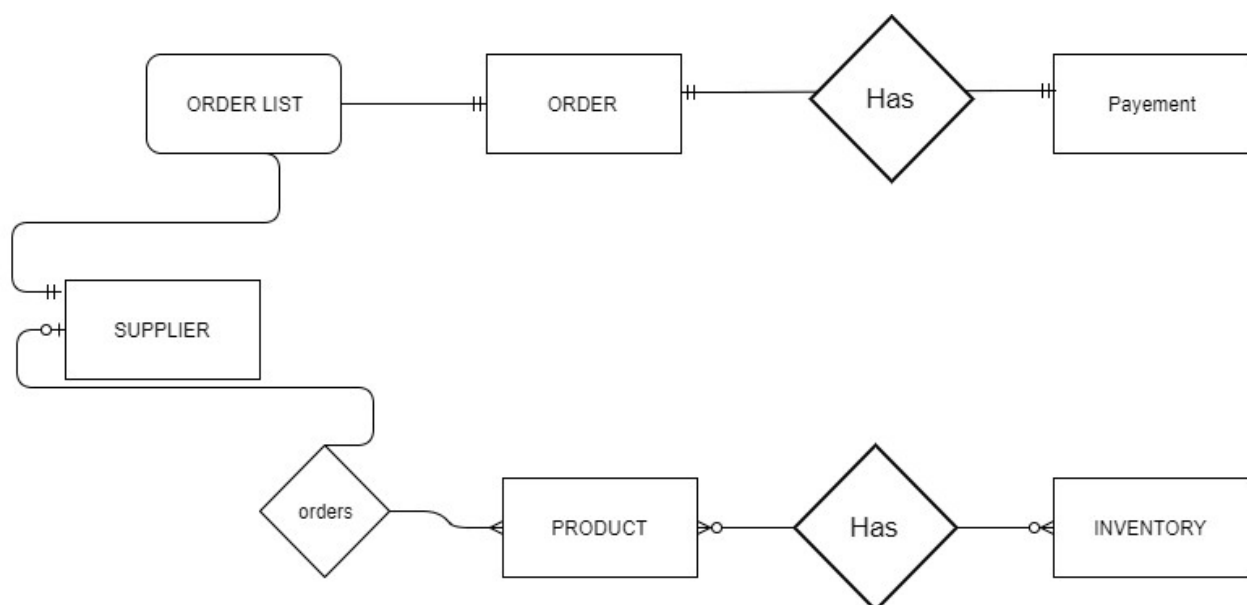 ORDER LIST
ORDER
Has
Payement
SUPPLIER
orders
PRODUCT
Has
INVENTORY